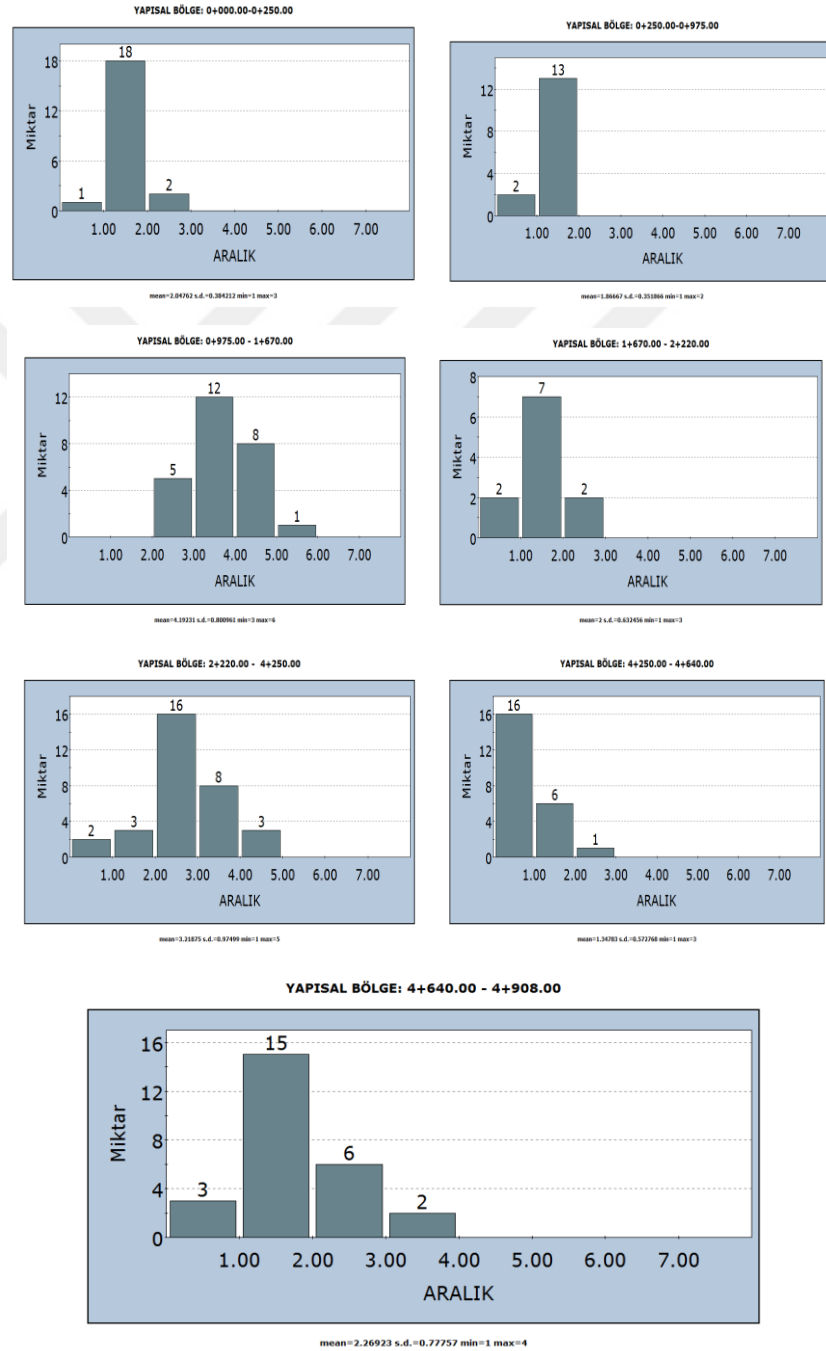 YAPISAL BÖLGE: 0+000.00-0+250.00
18
12
6
0
Miktar
1
18
2
1.00 2.00 3.00 4.00 5.00 6.00 7.00
ARALIK
mean=2.04762 s.d.=0.384212 min=1 max=3
YAPISAL BÖLGE: 0+250.00-0+975.00
12
8
4
0
Miktar
2
13
1.00 2.00 3.00 4.00 5.00 6.00 7.00
ARALIK
mean=1.86667 s.d.=0.351866 min=1 max=2
YAPISAL BÖLGE: 0+975.00 - 1+670.00
12
8
4
0
Miktar
5
12
8
1
1.00 2.00 3.00 4.00 5.00 6.00 7.00
ARALIK
mean=4.19231 s.d.=0.800961 min=3 max=6
YAPISAL BÖLGE: 1+670.00 - 2+220.00
8
6
4
2
0
Miktar
2
7
2
1.00 2.00 3.00 4.00 5.00 6.00 7.00
ARALIK
mean=2 s.d.=0.632456 min=1 max=3
YAPISAL BÖLGE: 2+220.00 - 4+250.00
16
12
8
4
0
Miktar
2
3
16
8
3
1.00 2.00 3.00 4.00 5.00 6.00 7.00
ARALIK
mean=3.21875 s.d.=0.97499 min=1 max=5
YAPISAL BÖLGE: 4+250.00 - 4+640.00
16
12
8
4
0
Miktar
16
6
1
1.00 2.00 3.00 4.00 5.00 6.00 7.00
ARALIK
mean=1.34783 s.d.=0.572768 min=1 max=3
YAPISAL BÖLGE: 4+640.00 - 4+908.00
16
12
8
4
0
Miktar
3
15
6
2
1.00 2.00 3.00 4.00 5.00 6.00 7.00
ARALIK
mean=2.26923 s.d.=0.77757 min=1 max=4